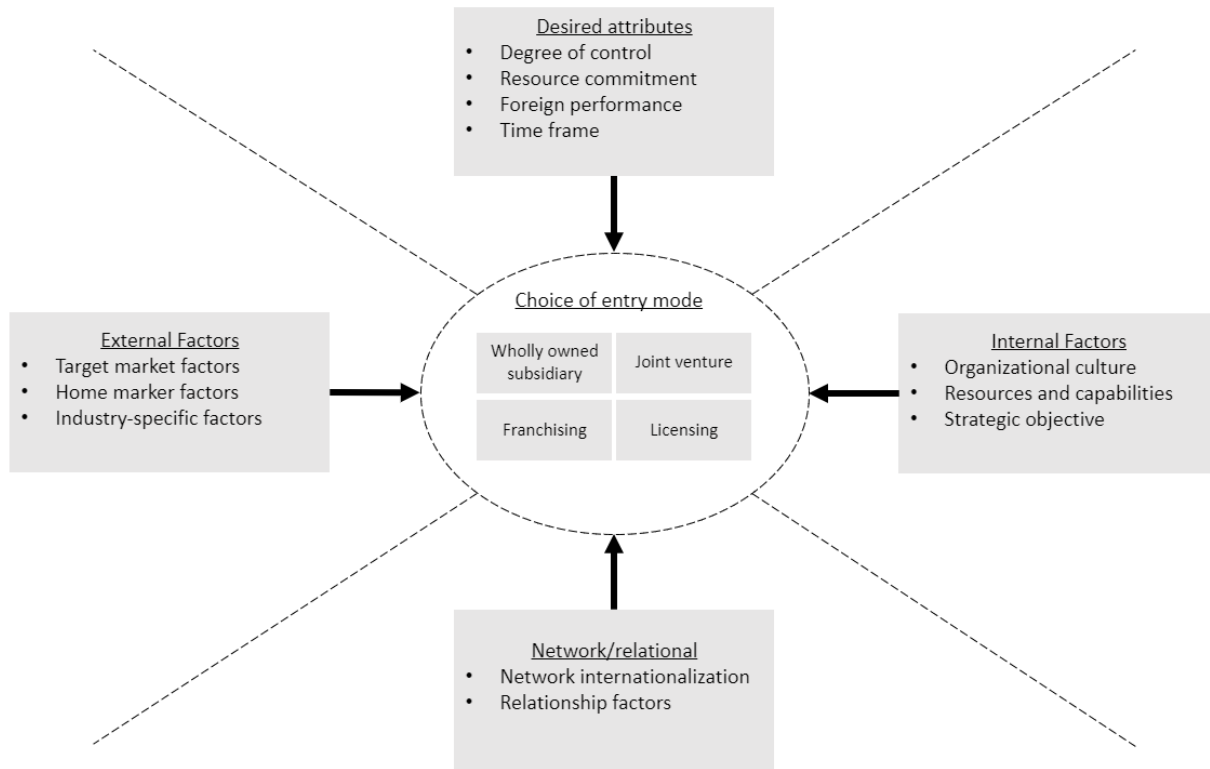 Desired attributes
• Degree of control
• Resource commitment
• Foreign performance
• Time frame
External Factors
• Target market factors
• Home marker factors
• Industry-specific factors
Choice of entry mode
Wholly owned
subsidiary
Joint venture
Franchising
Licensing
Internal Factors
• Organizational culture
• Resources and capabilities
• Strategic objective
Network/relational
• Network internationalization
• Relationship factors